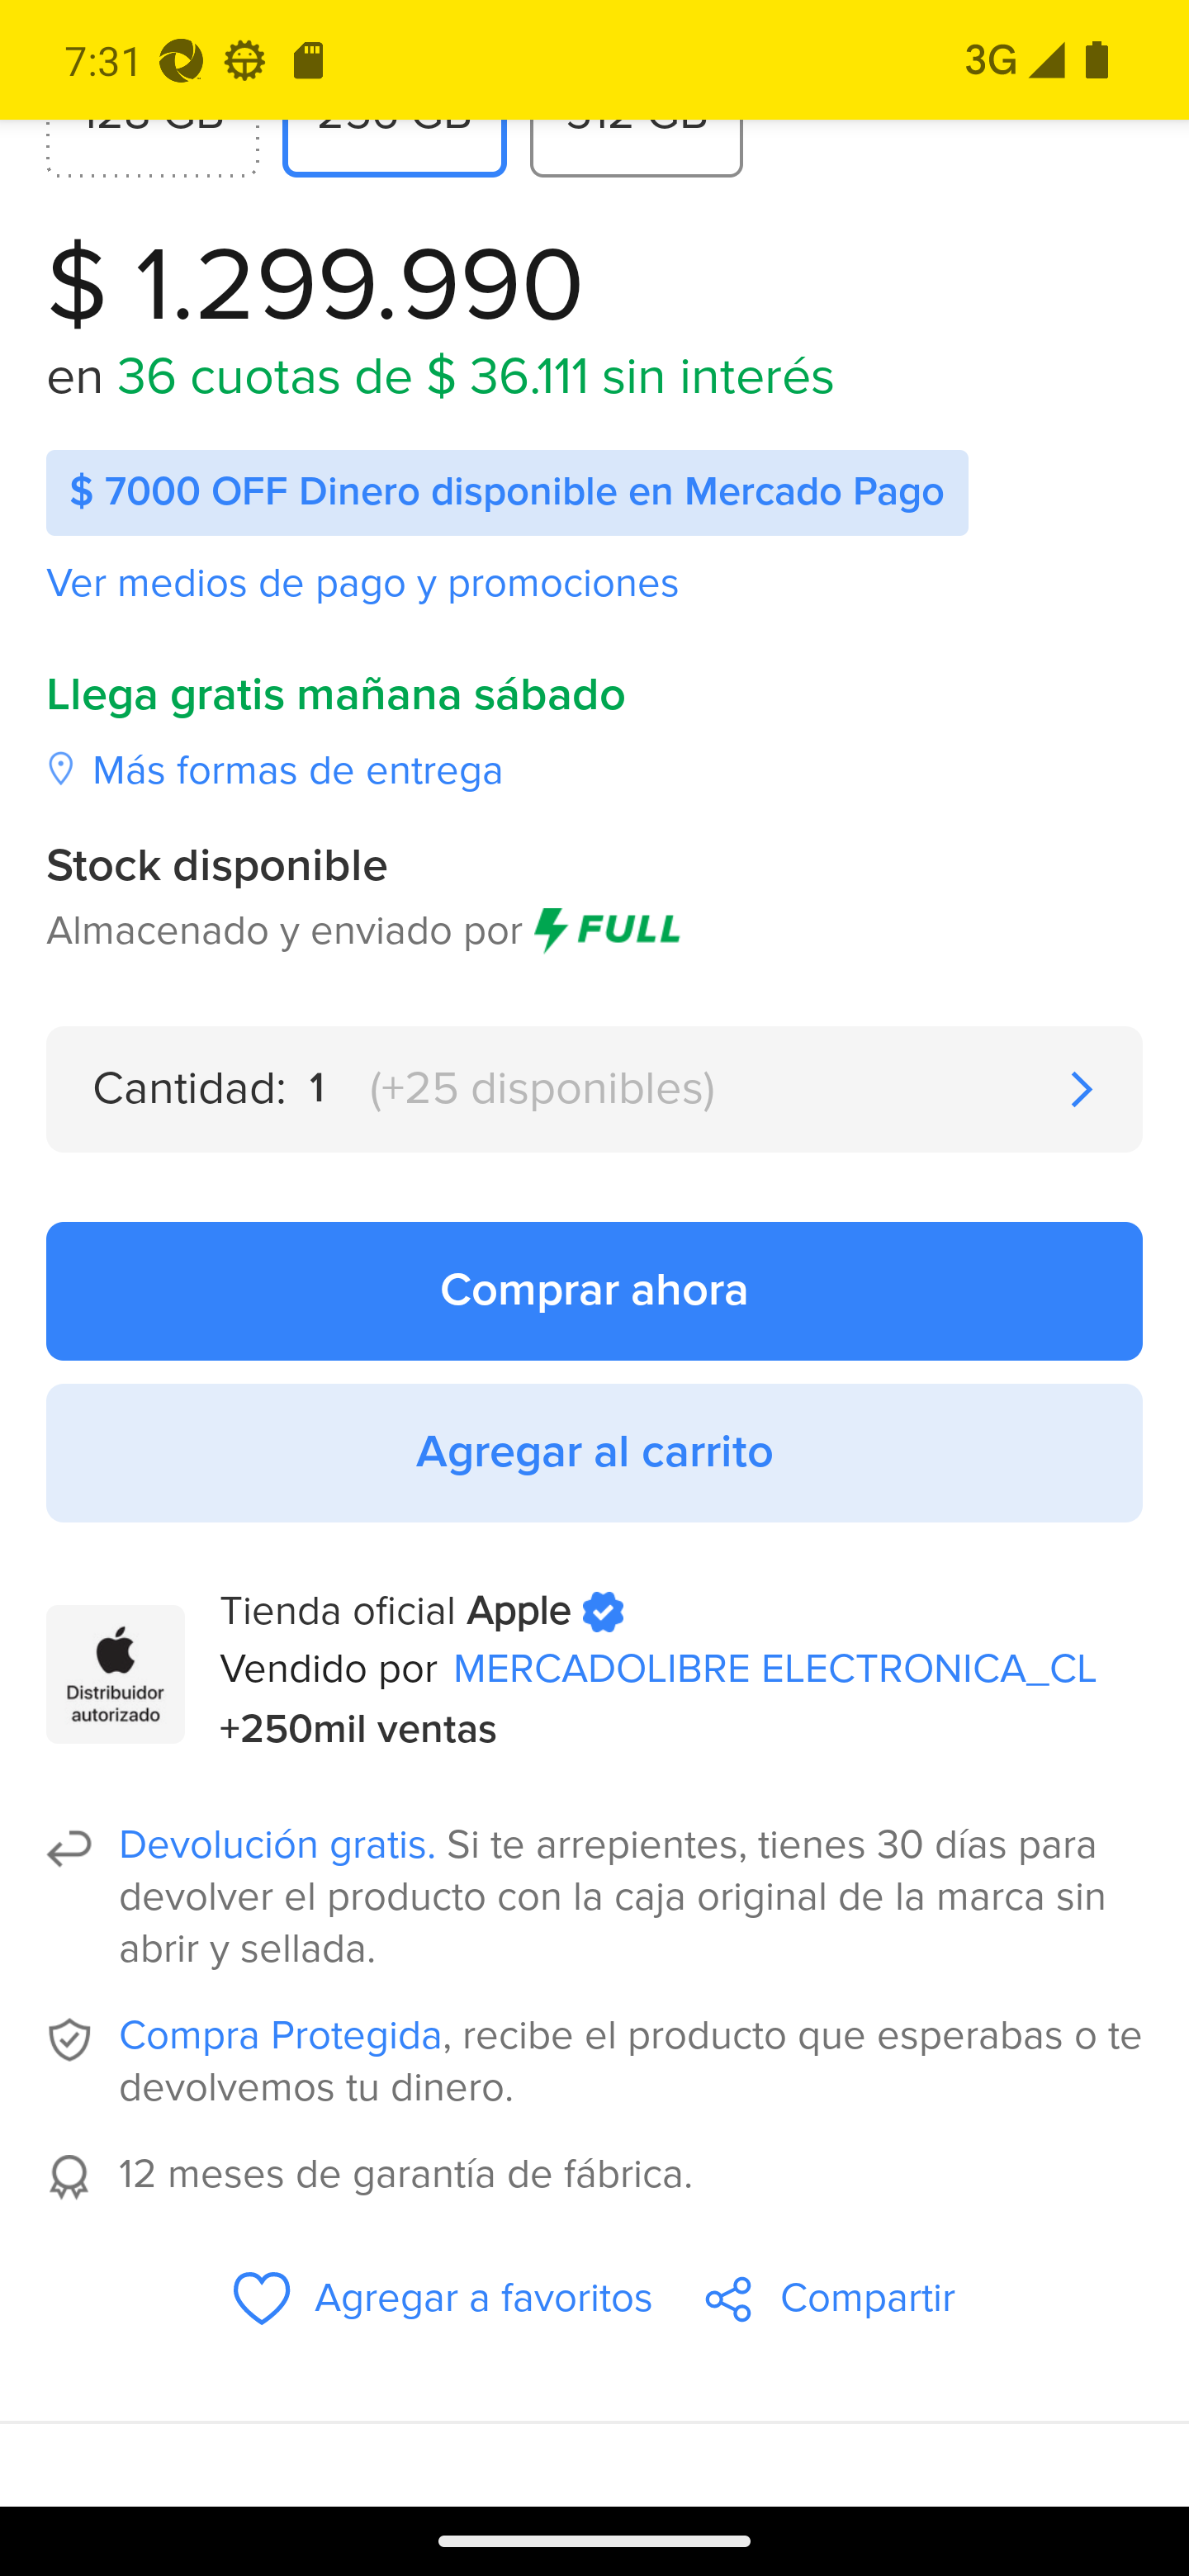 7:31 3G
128 GB 256 GB 512 GB
$ 1.299.990
en 36 cuotas de $ 36.111 sin interés
$ 7000 OFF Dinero disponible en Mercado Pago
Ver medios de pago y promociones
Llega gratis mañana sábado
Más formas de entrega
Stock disponible
Almacenado y enviado por FULL
Cantidad: 1 (+25 disponibles)
Comprar ahora
Agregar al carrito
Distribuidor
autorizado
Tienda oficial Apple
Vendido por MERCADOLIBRE ELECTRONICA_CL
+250mil ventas
Devolución gratis. Si te arrepientes, tienes 30 días para
devolver el producto con la caja original de la marca sin
abrir y sellada.
Compra Protegida, recibe el producto que esperabas o te
devolvemos tu dinero.
12 meses de garantía de fábrica.
Agregar a favoritos Compartir